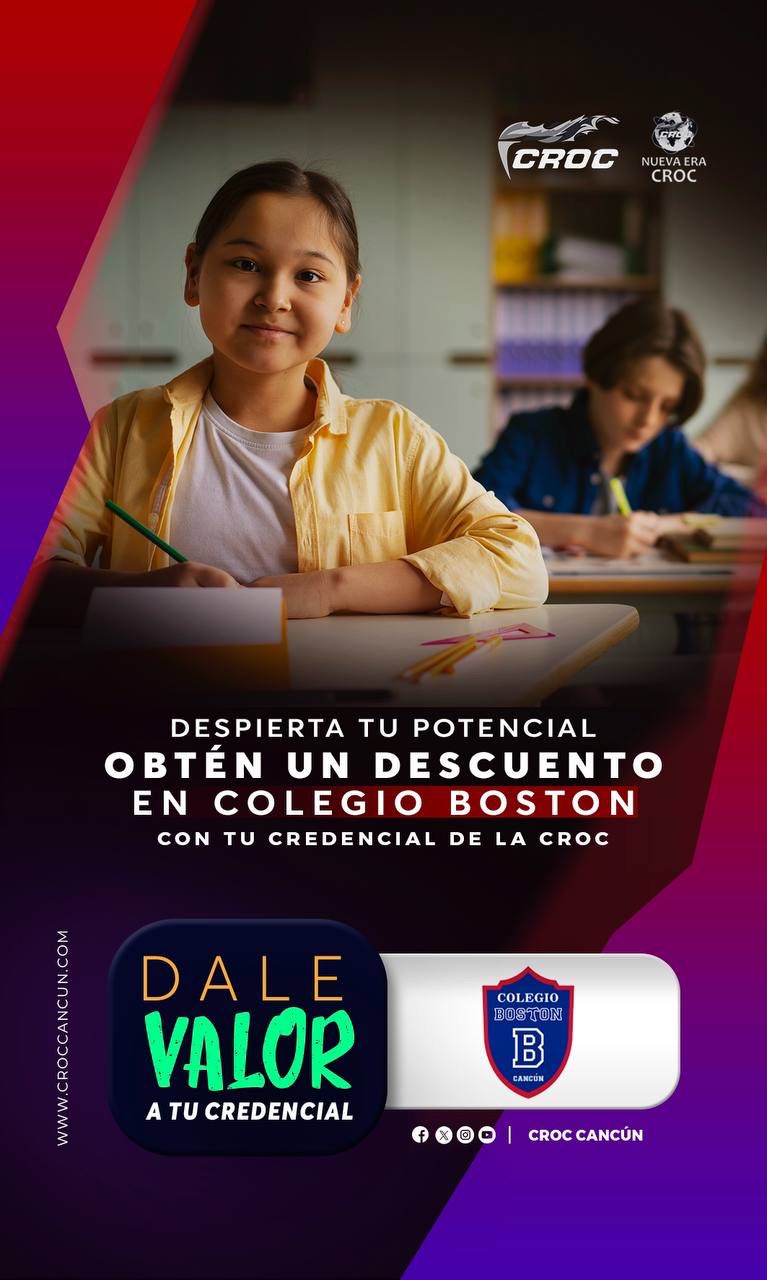 CROC
CROC
NUEVA ERA
CROC
DESPIERTA TU POTENCIAL
OBTÉN UN DESCUENTO
EN COLEGIO BOSTON
CON TU CREDENCIAL DE LA CROC
WWW.CROCCANCUN.COM
DALE
VALOR
A TU CREDENCIAL
COLEGIO
BOSTON
B
CANCÚN
CROC CANCÚN